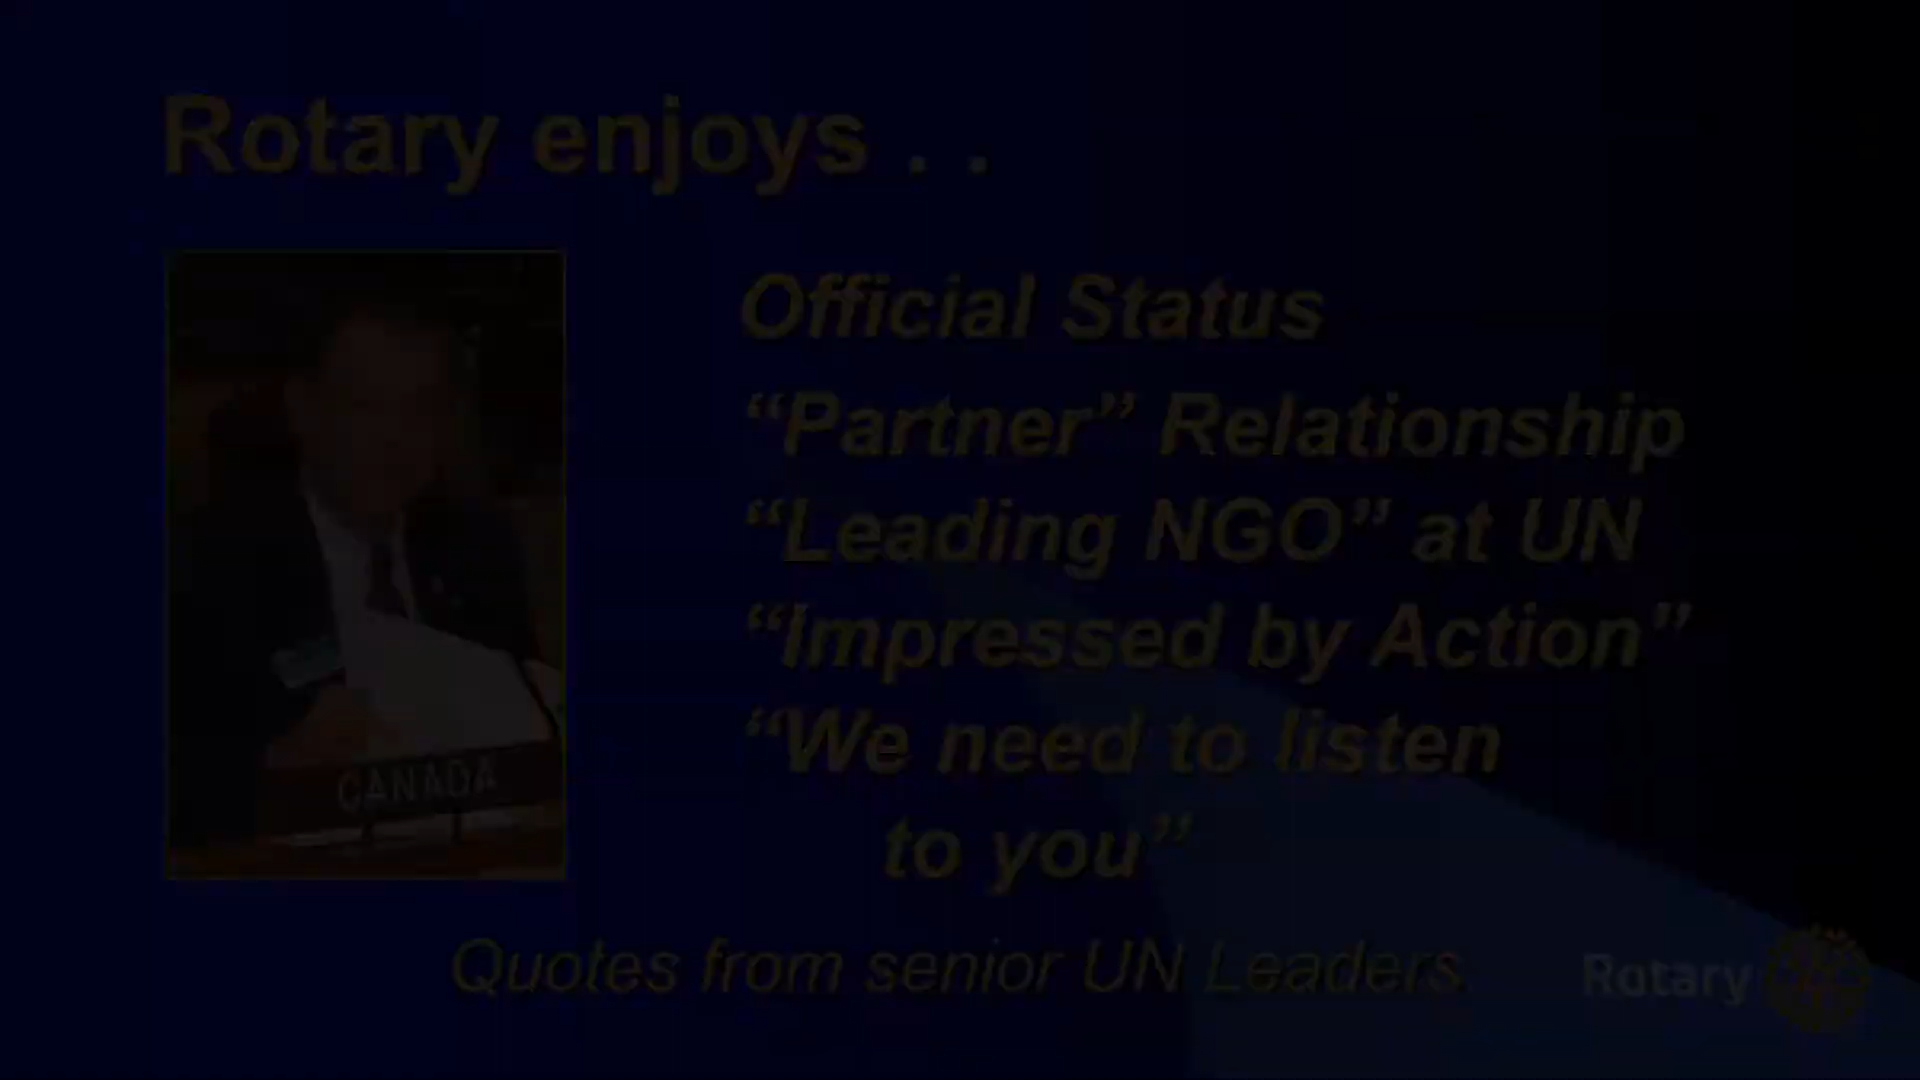 Rotary enjoys . .
Official Status
“Partner” Relationship
“Leading NGO” at UN
“Impressed by Action”
“We need to listen
to you”
CANADA
Quotes from senior UN Leaders.
Rotary